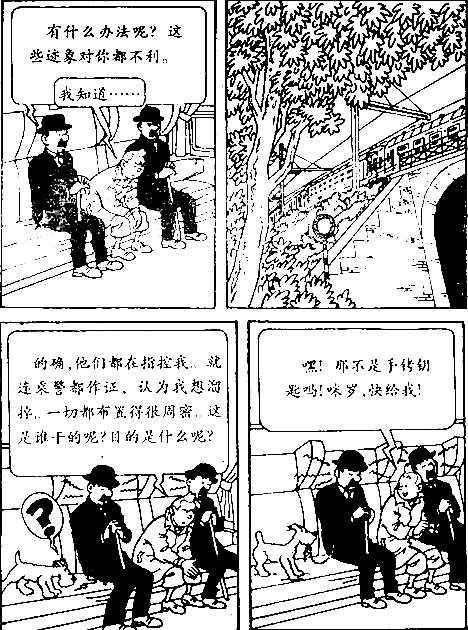 有什么办法呢？这
些迹象对你都不利。
我知道……
的确，他们都在指控我。就
连乘警都作证，认为我想溜
掉。一切都布置得很周密。这
是谁干的呢？目的是什么呢？
?
嘿！那不是手铐钥
匙吗！咪罗，快给我！